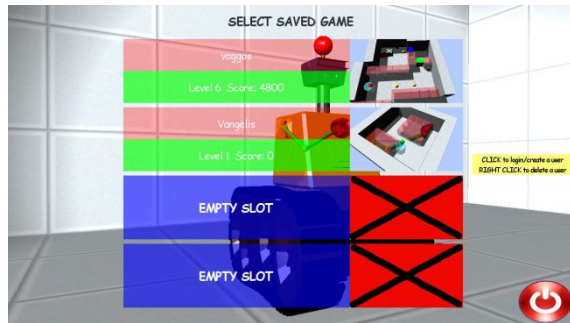 SELECT SAVED GAME
vaggos
Level 6 Score: 4800
Vangelis
Level 1 Score: 0
CLICK to login/create a user
RIGHT CLICK to delete a user
EMPTY SLOT
EMPTY SLOT